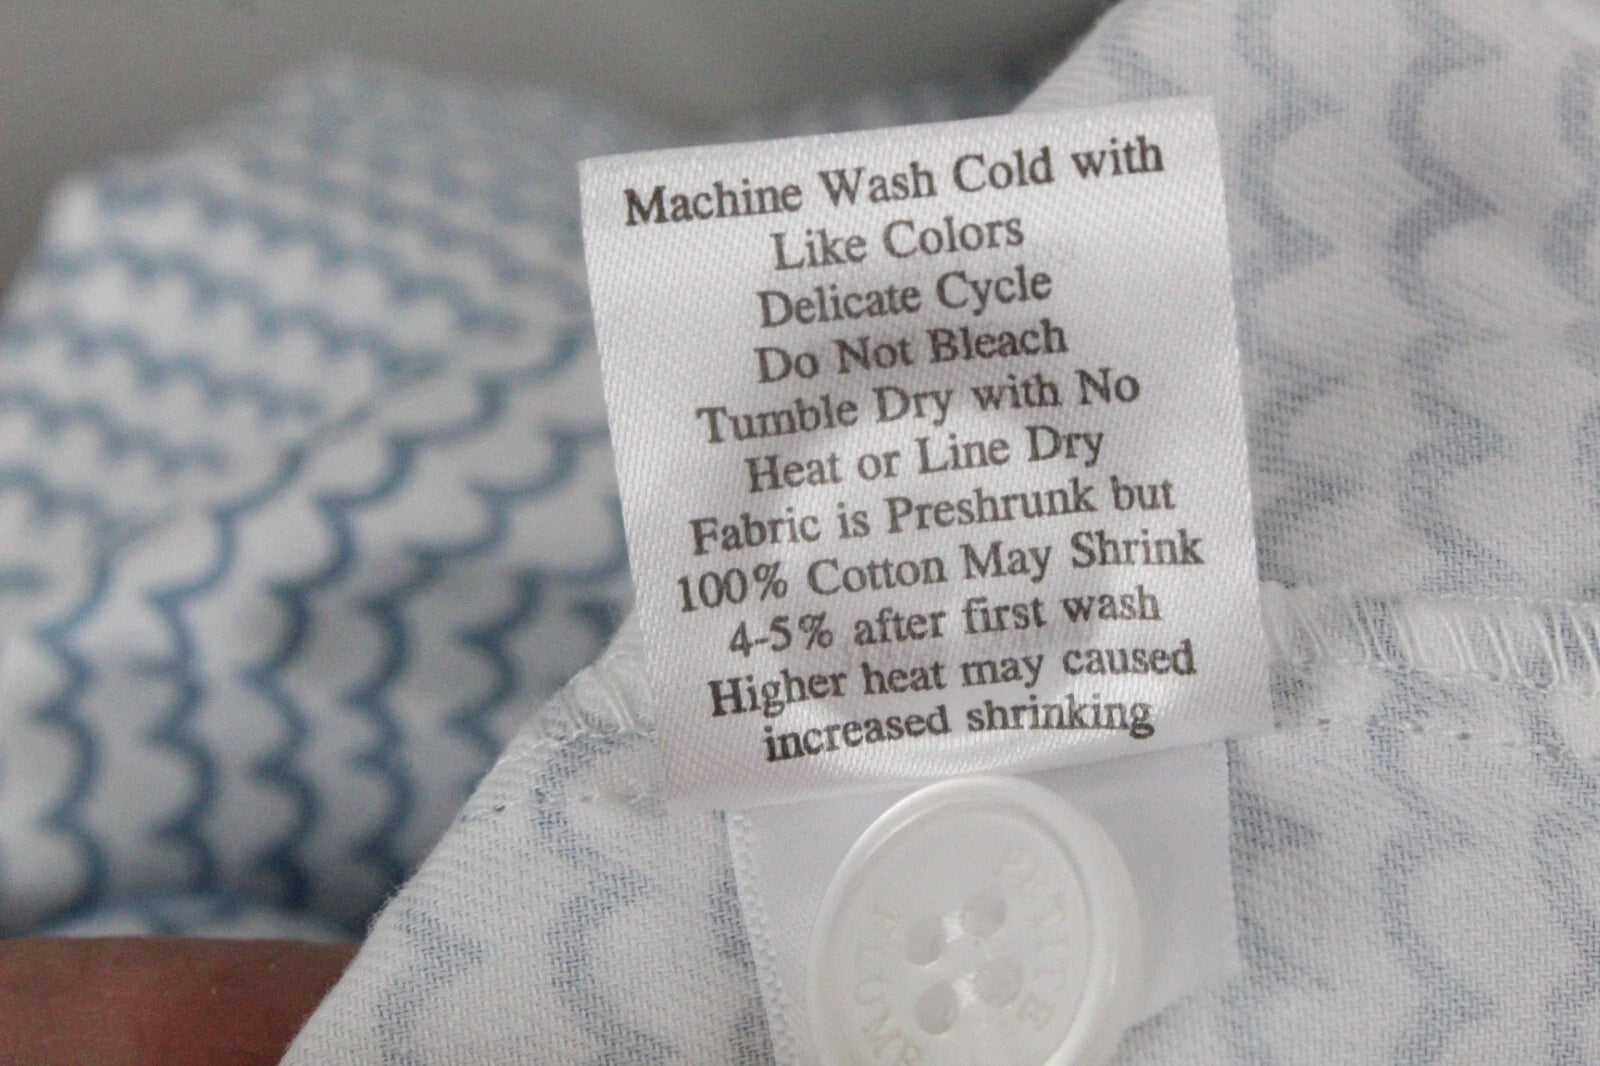 Machine Wash Cold with
Like Colors
Delicate Cycle
Do Not Bleach
Tumble Dry with No
Heat or Line Dry
Fabric is Preshrunk but
100% Cotton May Shrink
4-5% after first wash
Higher heat may caused
increased shrinking